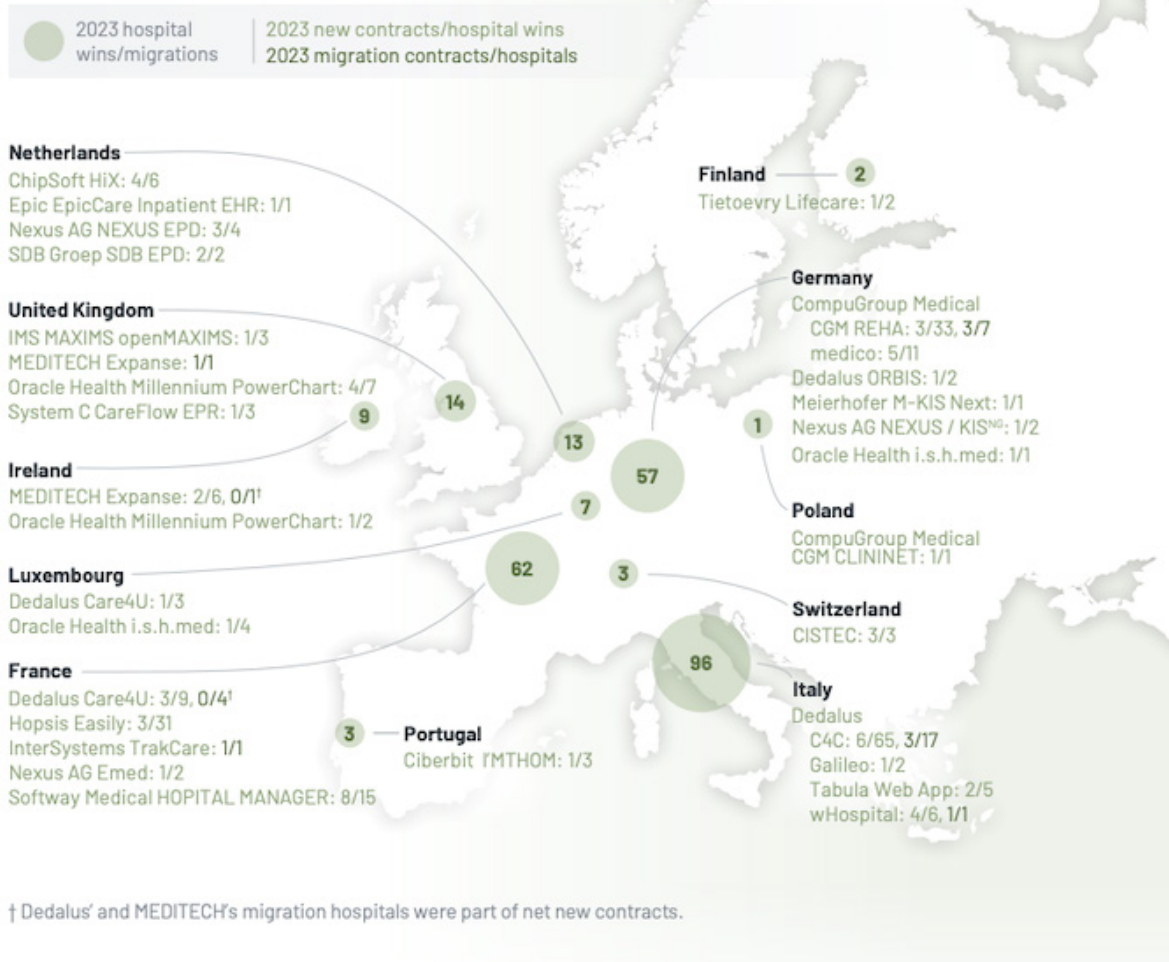 2023 hospital
wins/migrations
2023 new contracts/hospital wins
2023 migration contracts/hospitals
Netherlands
ChipSoft HiX: 4/6
Epic EpicCare Inpatient EHR: 1/1
Nexus AG NEXUS EPD: 3/4
SDB Groep SDB EPD: 2/2
United Kingdom
IMS MAXIMS openMAXIMS: 1/3
MEDITECH Expanse: 1/1
Oracle Health Millennium PowerChart: 4/7
System C CareFlow EPR: 1/3
Ireland
MEDITECH Expanse: 2/6, 0/1†
Oracle Health Millennium PowerChart: 1/2
Luxembourg
Dedalus Care4U: 1/3
Oracle Health i.s.h.med: 1/4
France
Dedalus Care4U: 3/9, 0/4†
Hopsis Easily: 3/31
InterSystems TrakCare: 1/1
Nexus AG Emed: 1/2
Softway Medical HOPITAL MANAGER: 8/15
14
9
13
57
7
62
3
96
1
3
Portugal
Ciberbit I'MTHOM: 1/3
Finland
2
Tietoevry Lifecare: 1/2
Germany
CompuGroup Medical
CGM REHA: 3/33, 3/7
medico: 5/11
Dedalus ORBIS: 1/2
Meierhofer M-KIS Next: 1/1
Nexus AG NEXUS / KISᴺᴳ: 1/2
Oracle Health i.s.h.med: 1/1
Poland
CompuGroup Medical
CGM CLININET: 1/1
Switzerland
CISTEC: 3/3
Italy
Dedalus
C4C: 6/65, 3/17
Galileo: 1/2
Tabula Web App: 2/5
wHospital: 4/6, 1/1
† Dedalus' and MEDITECH's migration hospitals were part of net new contracts.